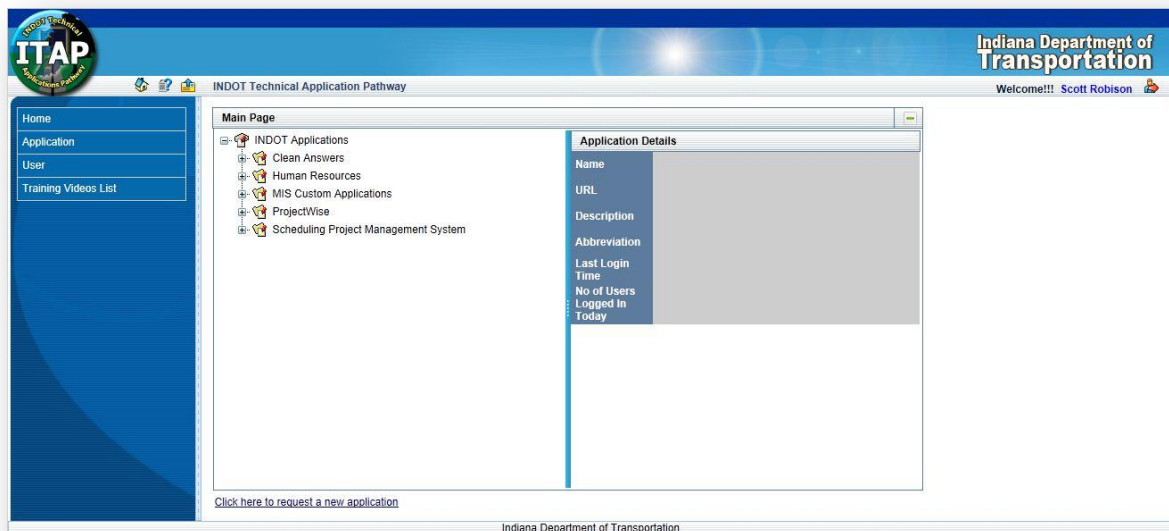 INDOT Technical
ITAP
Applications Pathway
Indiana Department of
Transportation
INDOT Technical Application Pathway
Welcome!!! Scott Robison
Home
Application
User
Training Videos List
Main Page
INDOT Applications
Clean Answers
Human Resources
MIS Custom Applications
ProjectWise
Scheduling Project Management System
Application Details
Name
URL
Description
Abbreviation
Last Login
Time
No of Users
Logged In
Today
Click here to request a new application
Indiana Department of Transportation